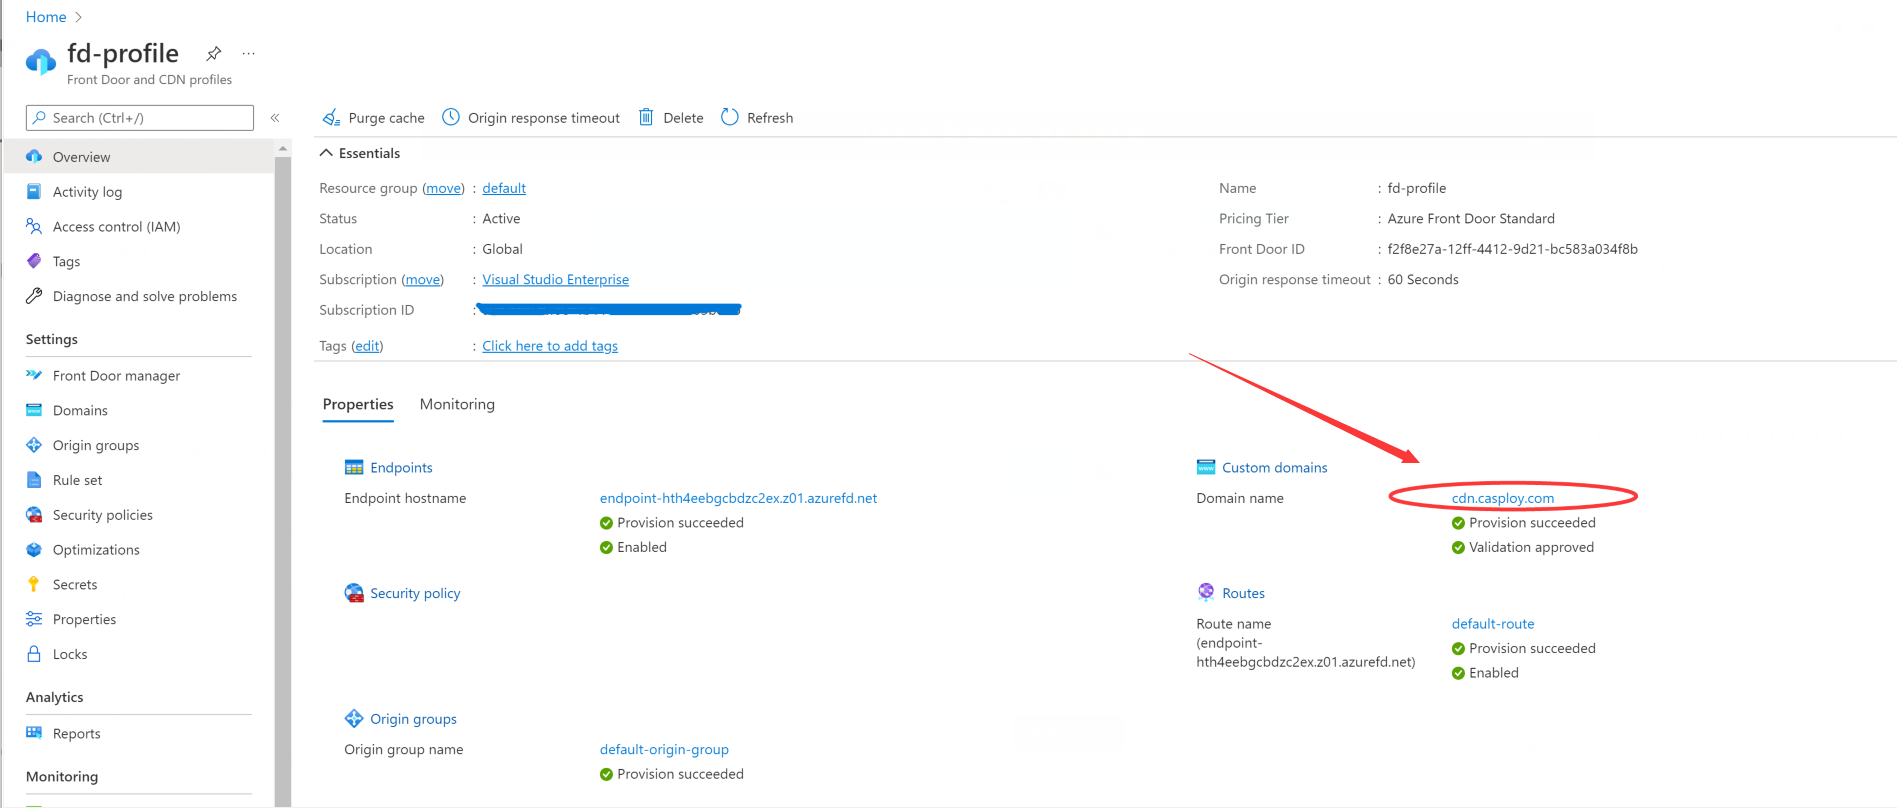 Home
fd-profile
Front Door and CDN profiles
Search (Ctrl+/)
Overview
Activity log
Access control (IAM)
Tags
Diagnose and solve problems
Settings
Front Door manager
Domains
Origin groups
Rule set
Security policies
Optimizations
Secrets
Properties
Locks
Analytics
Reports
Monitoring
Purge cache
Origin response timeout
Delete
Refresh
Essentials
Resource group (move) : default
Status : Active
Location : Global
Subscription (move) : Visual Studio Enterprise
Subscription ID :
Tags (edit) : Click here to add tags
Name : fd-profile
Pricing Tier : Azure Front Door Standard
Front Door ID : f2f8e27a-12ff-4412-9d21-bc583a034f8b
Origin response timeout : 60 Seconds
Properties
Monitoring
Endpoints
Endpoint hostname endpoint-hth4eebgcbdzc2ex.z01.azurefd.net
Provision succeeded
Enabled
Custom domains
Domain name cdn.casploy.com
Provision succeeded
Validation approved
Security policy
Routes
Route name default-route
(endpoint-
hth4eebgcbdzc2ex.z01.azurefd.net)
Provision succeeded
Enabled
Origin groups
Origin group name default-origin-group
Provision succeeded